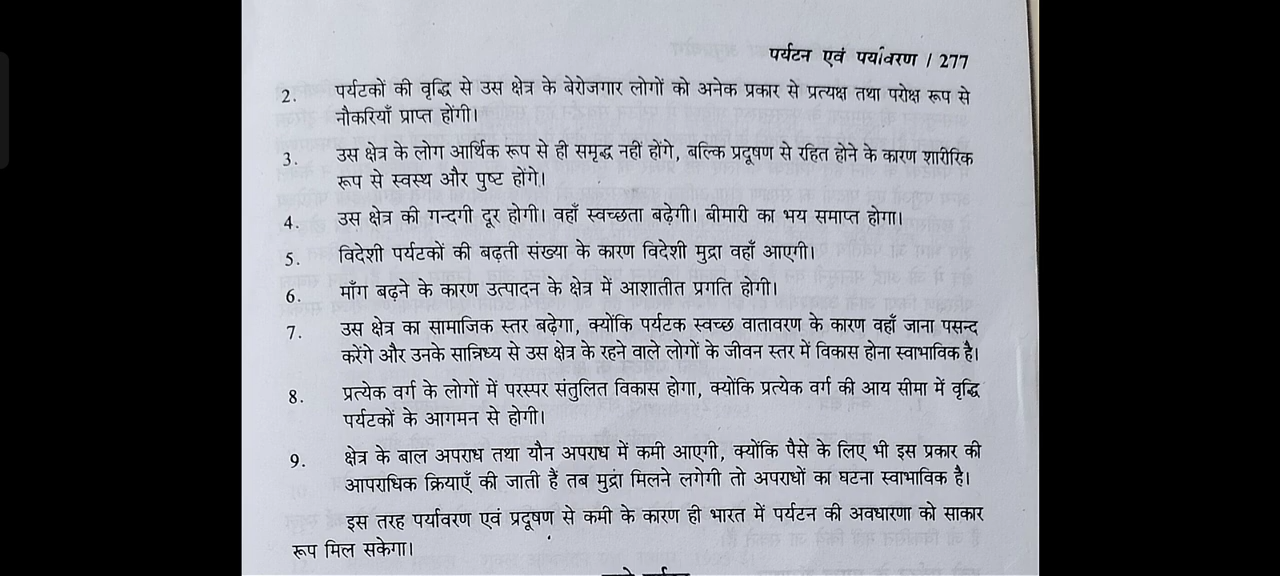 पर्यटन एवं पर्यावरण / 277
2. पर्यटकों की वृद्धि से उस क्षेत्र के बेरोजगार लोगों को अनेक प्रकार से प्रत्यक्ष तथा परोक्ष रूप से
नौकरियाँ प्राप्त होंगी।
3. उस क्षेत्र के लोग आर्थिक रूप से ही समृद्ध नहीं होंगे, बल्कि प्रदूषण से रहित होने के कारण शारीरिक
रूप से स्वस्थ और पुष्ट होंगे।
4. उस क्षेत्र की गन्दगी दूर होगी। वहाँ स्वच्छता बढ़ेगी। बीमारी का भय समाप्त होगा।
5. विदेशी पर्यटकों की बढ़ती संख्या के कारण विदेशी मुद्रा वहाँ आएगी।
6. माँग बढ़ने के कारण उत्पादन के क्षेत्र में आशातीत प्रगति होगी।
7. उस क्षेत्र का सामाजिक स्तर बढ़ेगा, क्योंकि पर्यटक स्वच्छ वातावरण के कारण वहाँ जाना पसन्द
करेंगे और उनके सान्निध्य से उस क्षेत्र के रहने वाले लोगों के जीवन स्तर में विकास होना स्वाभाविक है।
8. प्रत्येक वर्ग के लोगों में परस्पर संतुलित विकास होगा, क्योंकि प्रत्येक वर्ग की आय सीमा में वृद्धि
पर्यटकों के आगमन से होगी।
9. क्षेत्र के बाल अपराध तथा यौन अपराध में कमी आएगी, क्योंकि पैसे के लिए भी इस प्रकार की
आपराधिक क्रियाएँ की जाती हैं तब मुद्रा मिलने लगेगी तो अपराधों का घटना स्वाभाविक है।
इस तरह पर्यावरण एवं प्रदूषण से कमी के कारण ही भारत में पर्यटन की अवधारणा को साकार
रूप मिल सकेगा।